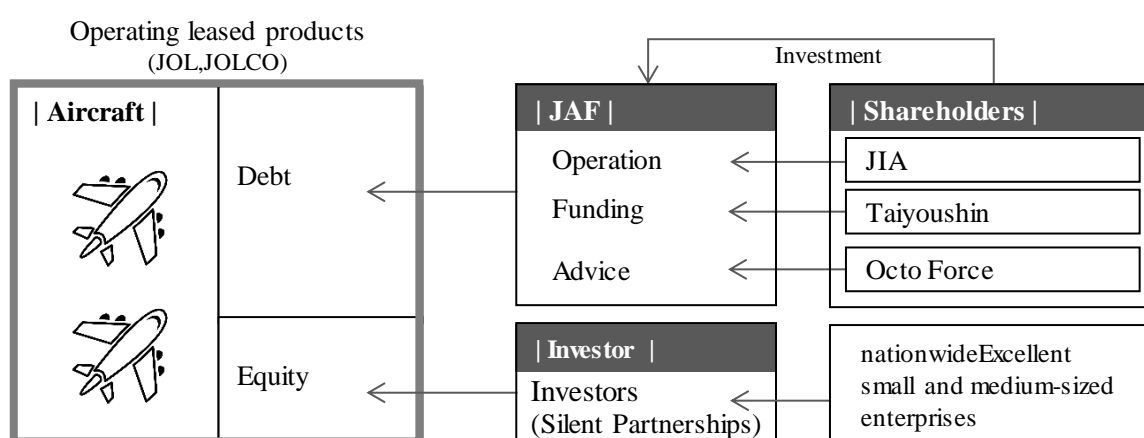 Operating leased products
(JOL,JOLCO)
Investment
| Aircraft |
Debt
Equity
| JAF |
Operation
Funding
Advice
| Shareholders |
JIA
Taiyoushin
Octo Force
| Investor |
Investors
(Silent Partnerships)
nationwideExcellent
small and medium-sized
enterprises